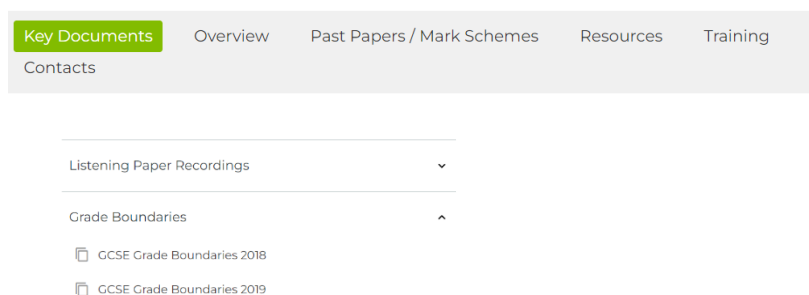 Key Documents Overview Past Papers / Mark Schemes Resources Training
Contacts
Listening Paper Recordings
Grade Boundaries
GCSE Grade Boundaries 2018
GCSE Grade Boundaries 2019